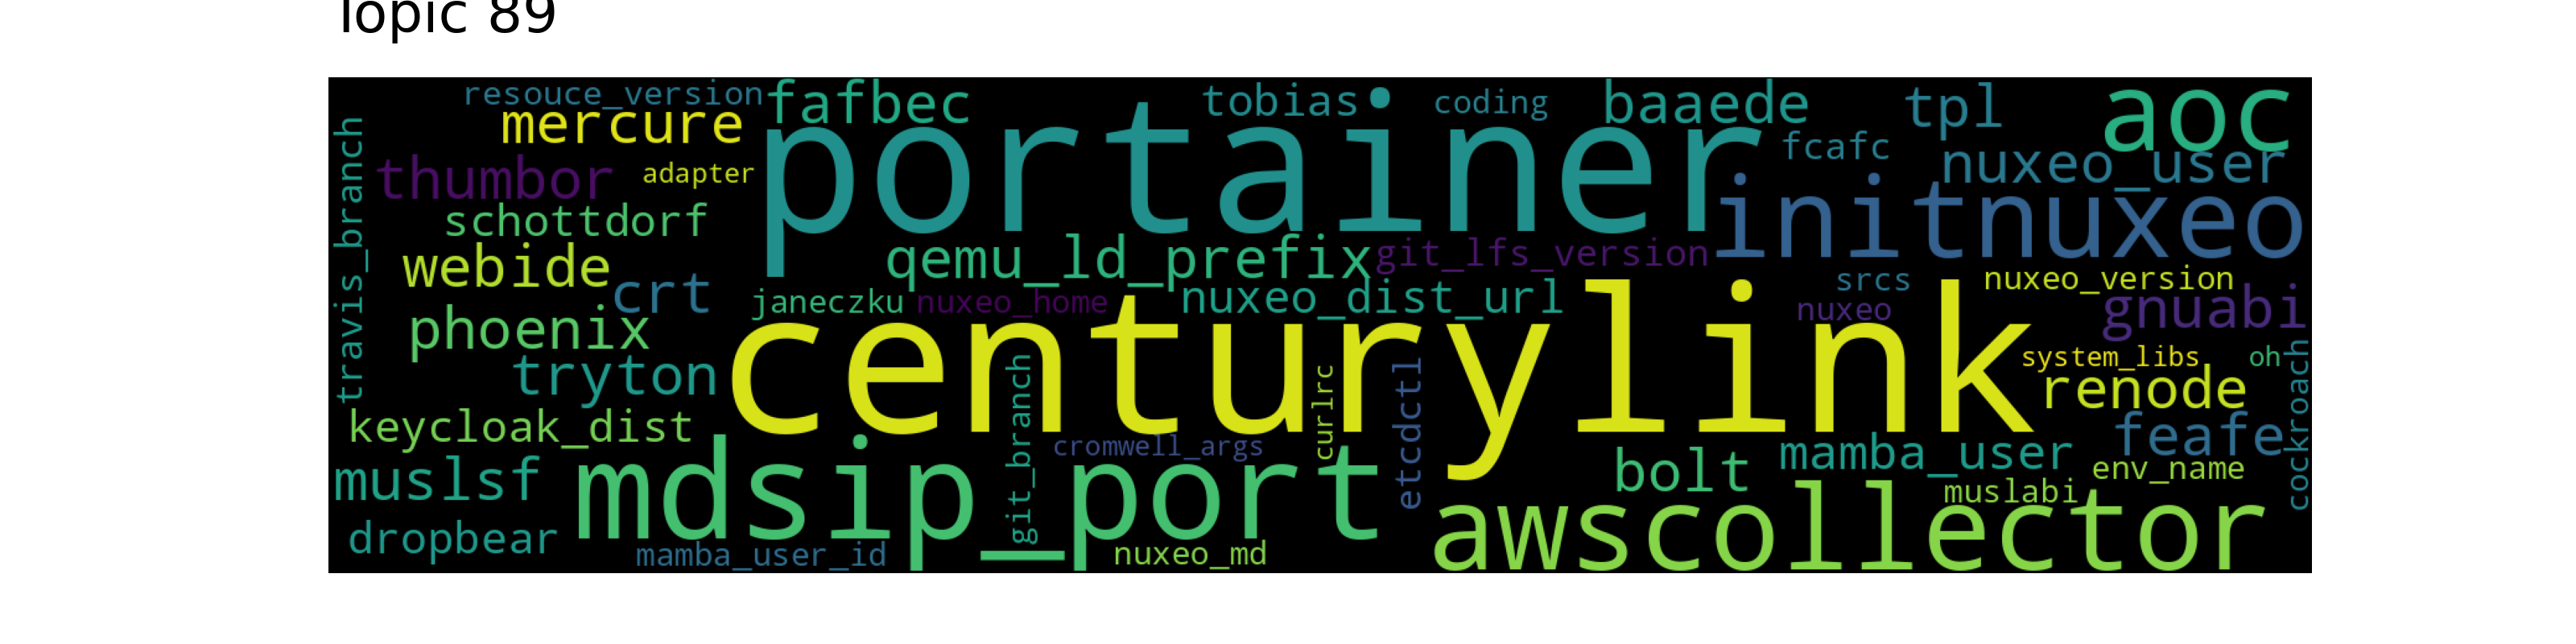 Topic 89
resouce_version fafbec tobias coding baaede tpl aoc
mercure portainer fcafc
thumbor adapter nuxeo_user
travis_branch
schottdorf initnuxeo
webide qemu_ld_prefix git_lfs_version
crt janeczku nuxeo_home nuxeo_dist_url srcs nuxeo_version
phoenix nuxeo gnuabi
tryton centurylink system_libs oh
renode
keycloak_dist git_branch curlrc etcdctl feafe cockroach
cromwell_args
muslsf mdsip_port bolt mamba_user env_name
muslabi
dropbear awscollector
mamba_user_id nuxeo_md